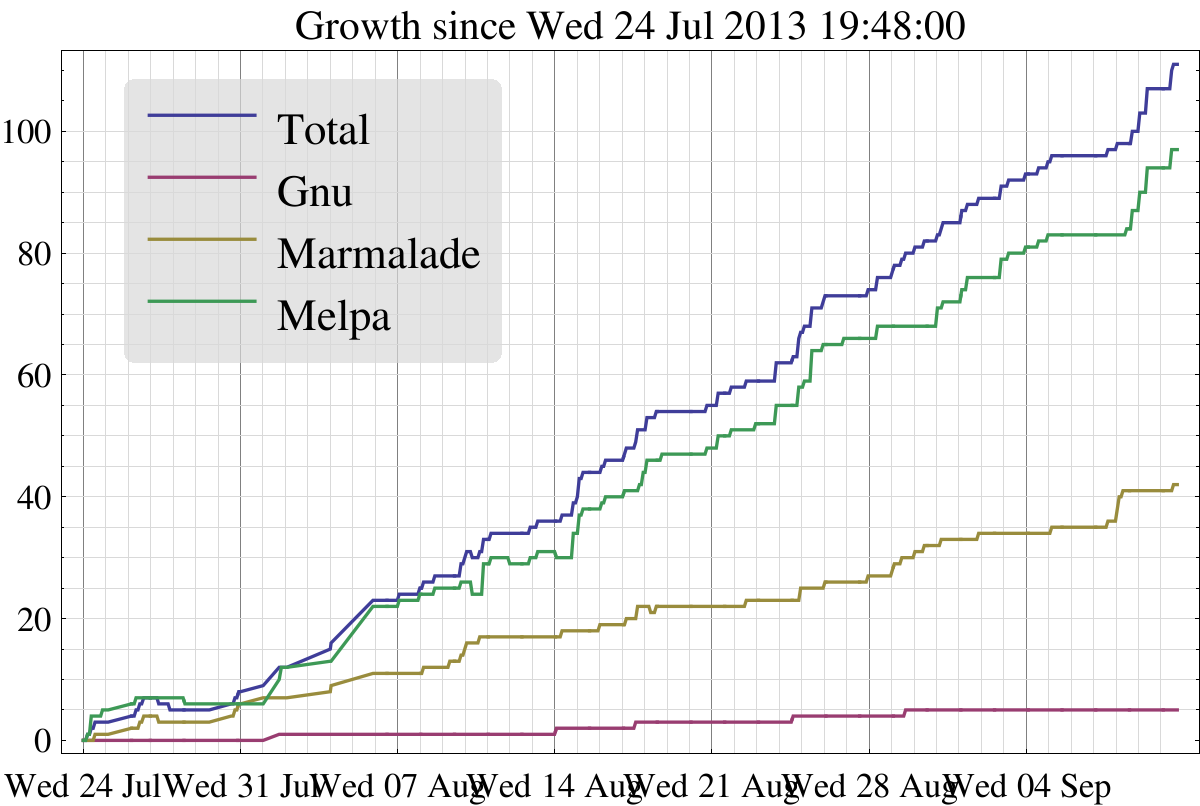 Growth since Wed 24 Jul 2013 19:48:00
Total
Gnu
Marmalade
Melpa
100
80
60
40
20
0
Wed 24 Jul Wed 31 Jul Wed 07 Aug Wed 14 Aug Wed 21 Aug Wed 28 Aug Wed 04 Sep